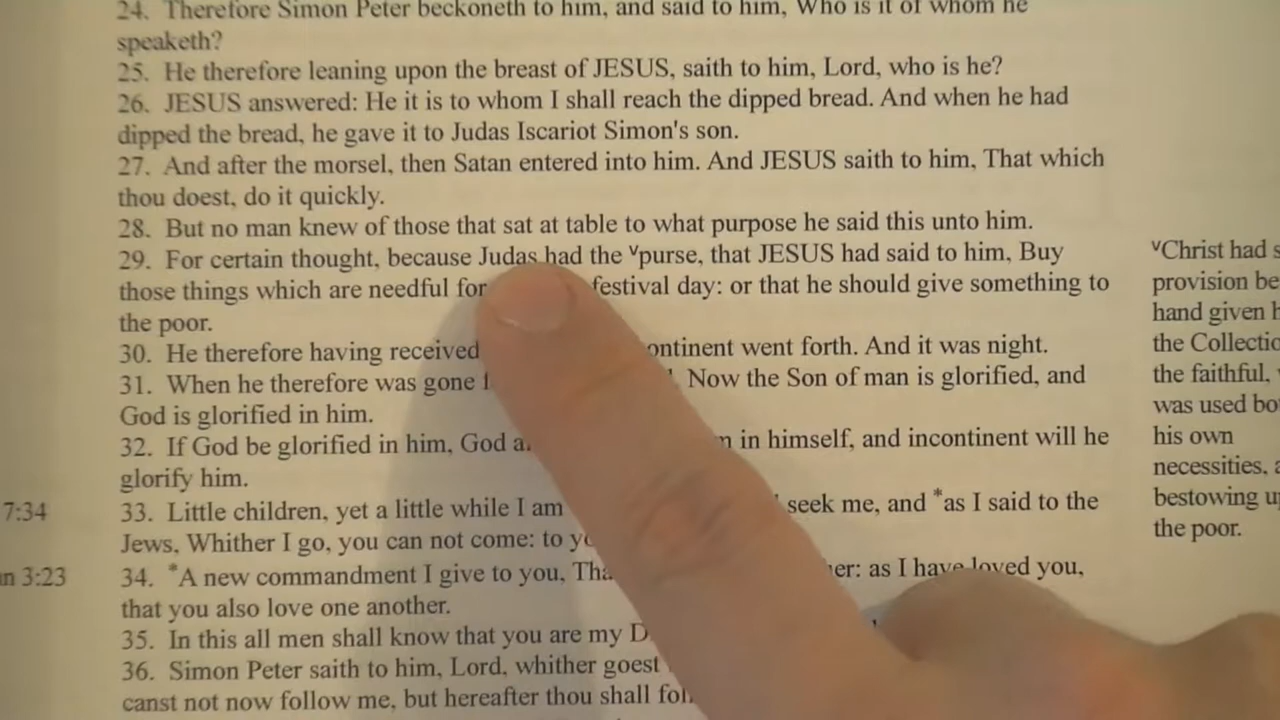 24. Therefore Simon Peter beckoneth to him, and said to him, Who is it of whom he
speaketh?
25. He therefore leaning upon the breast of JESUS, saith to him, Lord, who is he?
26. JESUS answered: He it is to whom I shall reach the dipped bread. And when he had
dipped the bread, he gave it to Judas Iscariot Simon's son.
27. And after the morsel, then Satan entered into him. And JESUS saith to him, That which
thou doest, do it quickly.
28. But no man knew of those that sat at table to what purpose he said this unto him.
29. For certain thought, because Judas had the ᵛpurse, that JESUS had said to him, Buy
those things which are needful for festival day: or that he should give something to
the poor.
30. He therefore having received ontinent went forth. And it was night.
31. When he therefore was gone Now the Son of man is glorified, and
God is glorified in him.
32. If God be glorified in him, God in himself, and incontinent will he
glorify him.
7:34
33. Little children, yet a little while I am seek me, and *as I said to the
Jews, Whither I go, you can not come: to
3:23
34. *A new commandment I give to you, as I have loved you,
that you also love one another.
35. In this all men shall know that you are my
36. Simon Peter saith to him, Lord, whither goest
canst not now follow me, but hereafter thou shall
ᵛChrist had
provision
hand given
the
the faithful,
was used
his own
necessities,
bestowing
the poor.